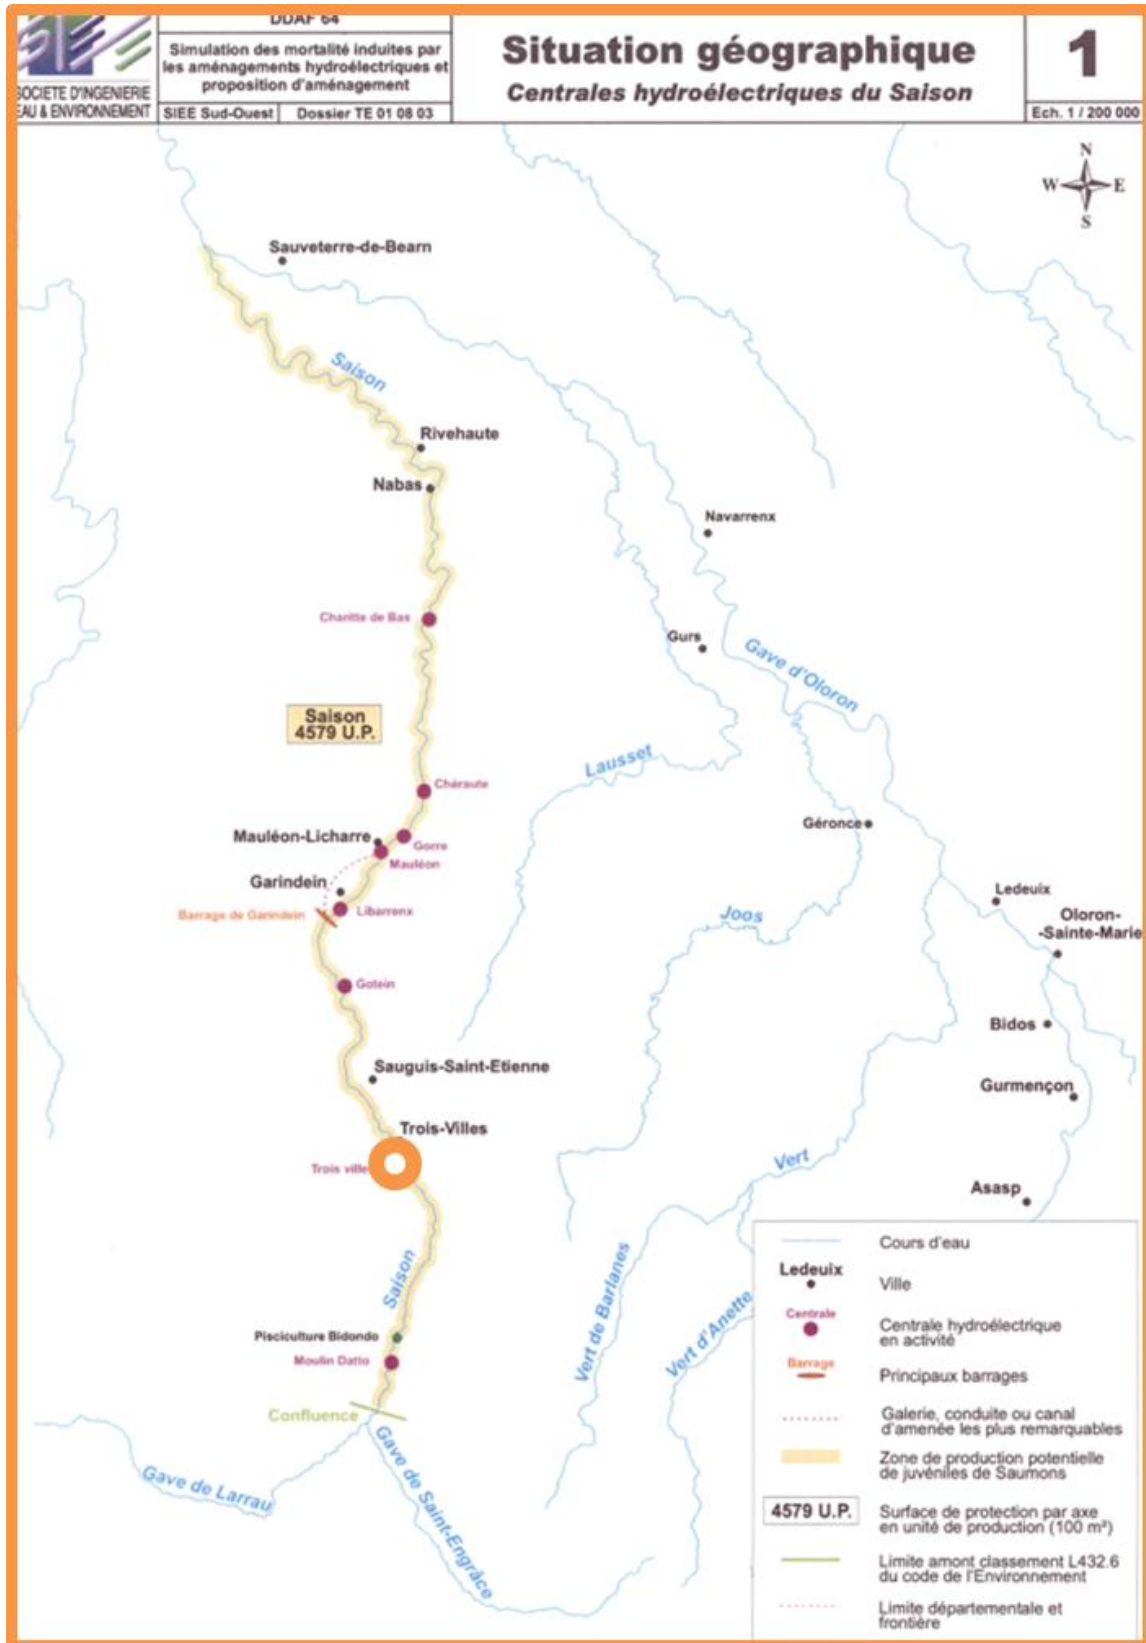 DDAF 64
Simulation des mortalité induites par
les aménagements hydroélectriques et
proposition d'aménagement
SOCIETE D'INGENIERIE
EAU & ENVIRONNEMENT
SIEE Sud-Ouest
Dossier TE 01 08 03
Situation géographique
Centrales hydroélectriques du Saison
1
Ech. 1 / 200 000
N
W
E
S
Sauveterre-de-Bearn
Saison
Rivehaute
Nabas
Navarrenx
Charitte de Bas
Gurs
Gave d'Oloron
Saison
4579 U.P.
Lausset
Chéraute
Géronce
Mauléon-Licharre
Gorre
Mauléon
Garindein
Ledeuix
Barrage de Garindein
Libarrenx
Joos
Oloron-
-Sainte-Marie
Gotein
Bidos
Sauguis-Saint-Etienne
Gurmençon
Trois-Villes
Trois ville
Vert
Asasp
Saison
Vert de Barlanes
Vert d'Anette
Pisciculture Bidondo
Moulin Datto
Confluence
Gave de Larrau
Gave de Saint-Engrâce
Cours d'eau
Ledeuix
Ville
Centrale
Centrale hydroélectrique
en activité
Barrage
Principaux barrages
Galerie, conduite ou canal
d'amenée les plus remarquables
Zone de production potentielle
de juvéniles de Saumons
4579 U.P.
Surface de protection par axe
en unité de production (100 m²)
Limite amont classement L432.6
du code de l'Environnement
Limite départementale et
frontière